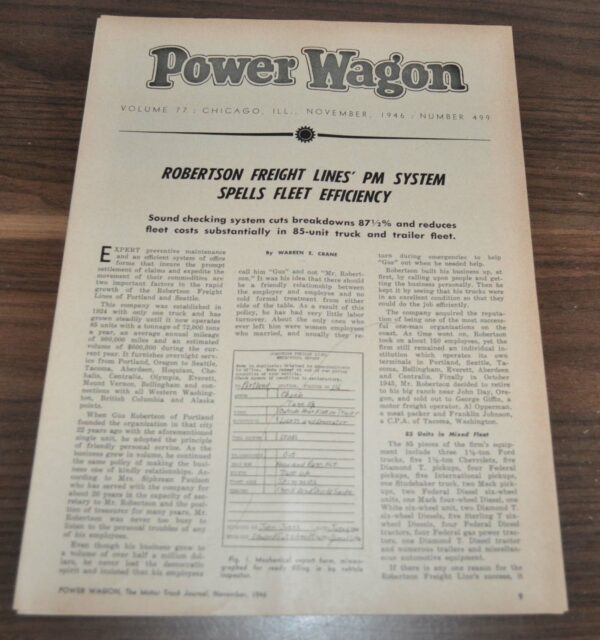 Power Wagon
VOLUME 77 : CHICAGO, ILL., NOVEMBER, 1946 : NUMBER 499
ROBERTSON FREIGHT LINES' PM SYSTEM
SPELLS FLEET EFFICIENCY
Sound checking system cuts breakdowns 87½% and reduces
fleet costs substantially in 85-unit truck and trailer fleet.
By WARREN E. CRANE
EXPERT preventive maintenance
and an efficient system of office
forms that insure the prompt
settlement of claims and expedite the
movement of their commodities are
two important factors in the rapid
growth of the Robertson Freight
Lines of Portland and Seattle.
This company was established in
1924 with only one truck and has
grown steadily until it now operates
85 units with a tonnage of 72,000 tons
a year, an average annual mileage
of 900,000 miles and an estimated
volume of $600,000 during the cur-
rent year. It furnishes overnight serv-
ice from Portland, Oregon to Seattle,
Tacoma, Aberdeen, Hoquiam, Che-
halis, Centralia, Olympia, Everett,
Mount Vernon, Bellingham and con-
nections with all Western Washing-
ton, British Columbia and Alaska
points.
When Gus Robertson of Portland
founded the organization in that city
22 years ago with the aforementioned
single unit, he adopted the principle
of friendly personal service. As the
business grew in volume, he continued
the same policy of making the busi-
ness one of kindly relationships. Ac-
cording to Mrs. Siphroan Paulson
who has served with the company for
about 20 years in the capacity of sec-
retary to Mr. Robertson and the posi-
tion of treasurer for many years, Mr.
Robertson was never too busy to
listen to the personal troubles of any
of his employees.
Even though his business grew to
a volume of over half a million dol-
lars, he never lost the democratic
spirit and insisted that his employees
call him "Gus" and not "Mr. Robert-
son." It was his idea that there should
be a friendly relationship between
the employer and employee and no
cold formal treatment from either
side of the table. As a result of this
policy, he has had very little labor
turnover. About the only ones who
ever left him were women employees
who married, and usually they re-
Portland
Check
Tune Up
Fig. 1. Mechanical report form, mimeo-
graphed for ready filling in by vehicle
inspector.
turn during emergencies to help
"Gus" out when he needed help.
Robertson built his business up, at
first, by calling upon people and get-
ting the business personally. Then he
kept it by seeing that his trucks were
in an excellent condition so that they
could do the job efficiently.
The company acquired the reputa-
tion of being one of the most success-
ful one-man organizations on the
coast. As time went on, Robertson
took on about 150 employees, yet the
firm still remained an individual in-
stitution which operates its own
terminals in Portland, Seattle, Ta-
coma, Bellingham, Everett, Aberdeen
and Centralia. Finally in October
1945, Mr. Robertson decided to retire
to his big ranch near John Day, Ore-
gon, and sold out to George Giffin, a
motor freight operator, Al Opperman,
a meat packer and Franklin Johnson,
a C.P.A. of Tacoma, Washington.
85 Units in Mixed Fleet
The 85 pieces of the firm's equip-
ment include three 1½-ton Ford
trucks, five 1½-ton Chevrolets, five
Diamond T. pickups, four Federal
pickups, five International pickups,
one Studebaker truck, two Mack pick-
ups, two Federal Diesel six-wheel
units, one Mack four-wheel Diesel, one
White six-wheel unit, two Diamond T.
six-wheel Diesels, five Sterling T six-
wheel Diesels, four Federal Diesel
tractors, four Federal gas power trac-
tors, one Diamond T. Diesel tractor
and numerous trailers and miscellan-
eous automotive equipment.
If there is any one reason for the
Robertson Freight Line's success, it
POWER WAGON, The Motor Truck Journal, November, 1946
9